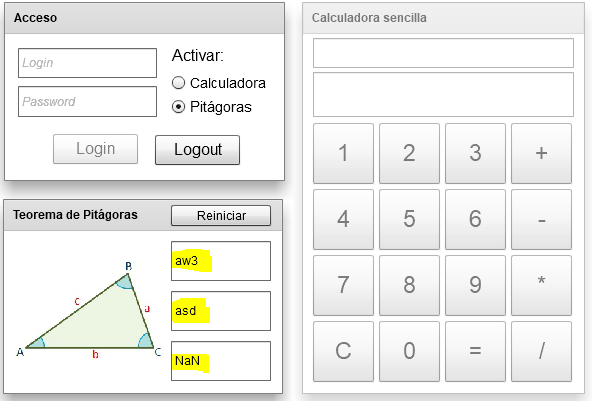 Acceso
Login
Password
Activar:
Calculadora
Pitágoras
Login
Logout
Teorema de Pitágoras
Reiniciar
B
c
a
A
b
C
aw3
asd
NaN
Calculadora sencilla
1 2 3 +
4 5 6 -
7 8 9 *
C 0 = /